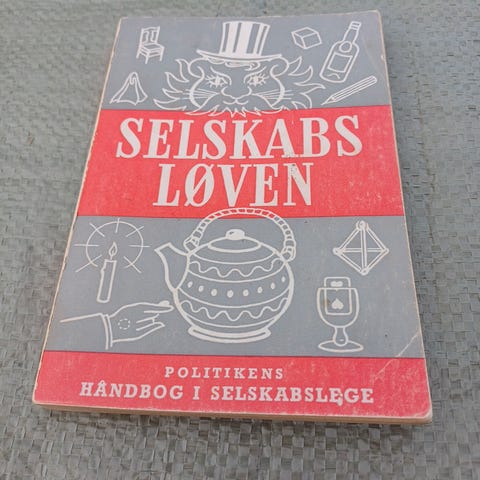 SELSKABS
LØVEN
POLITIKENS
HÅNDBOG I SELSKABSLEGE